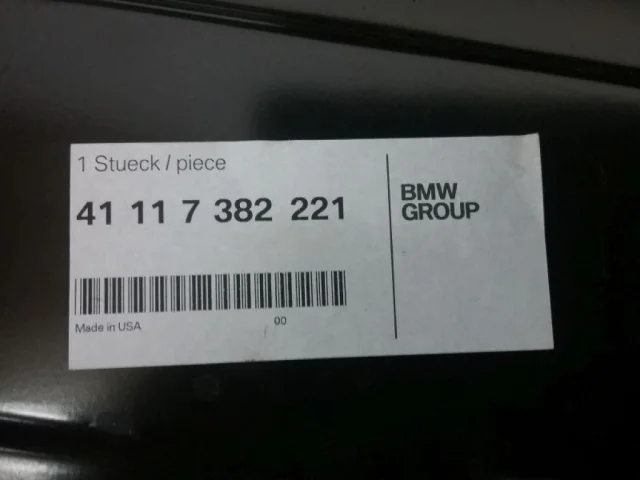 1 Stueck / piece
41 11 7 382 221
Made in USA
00
BMW
GROUP